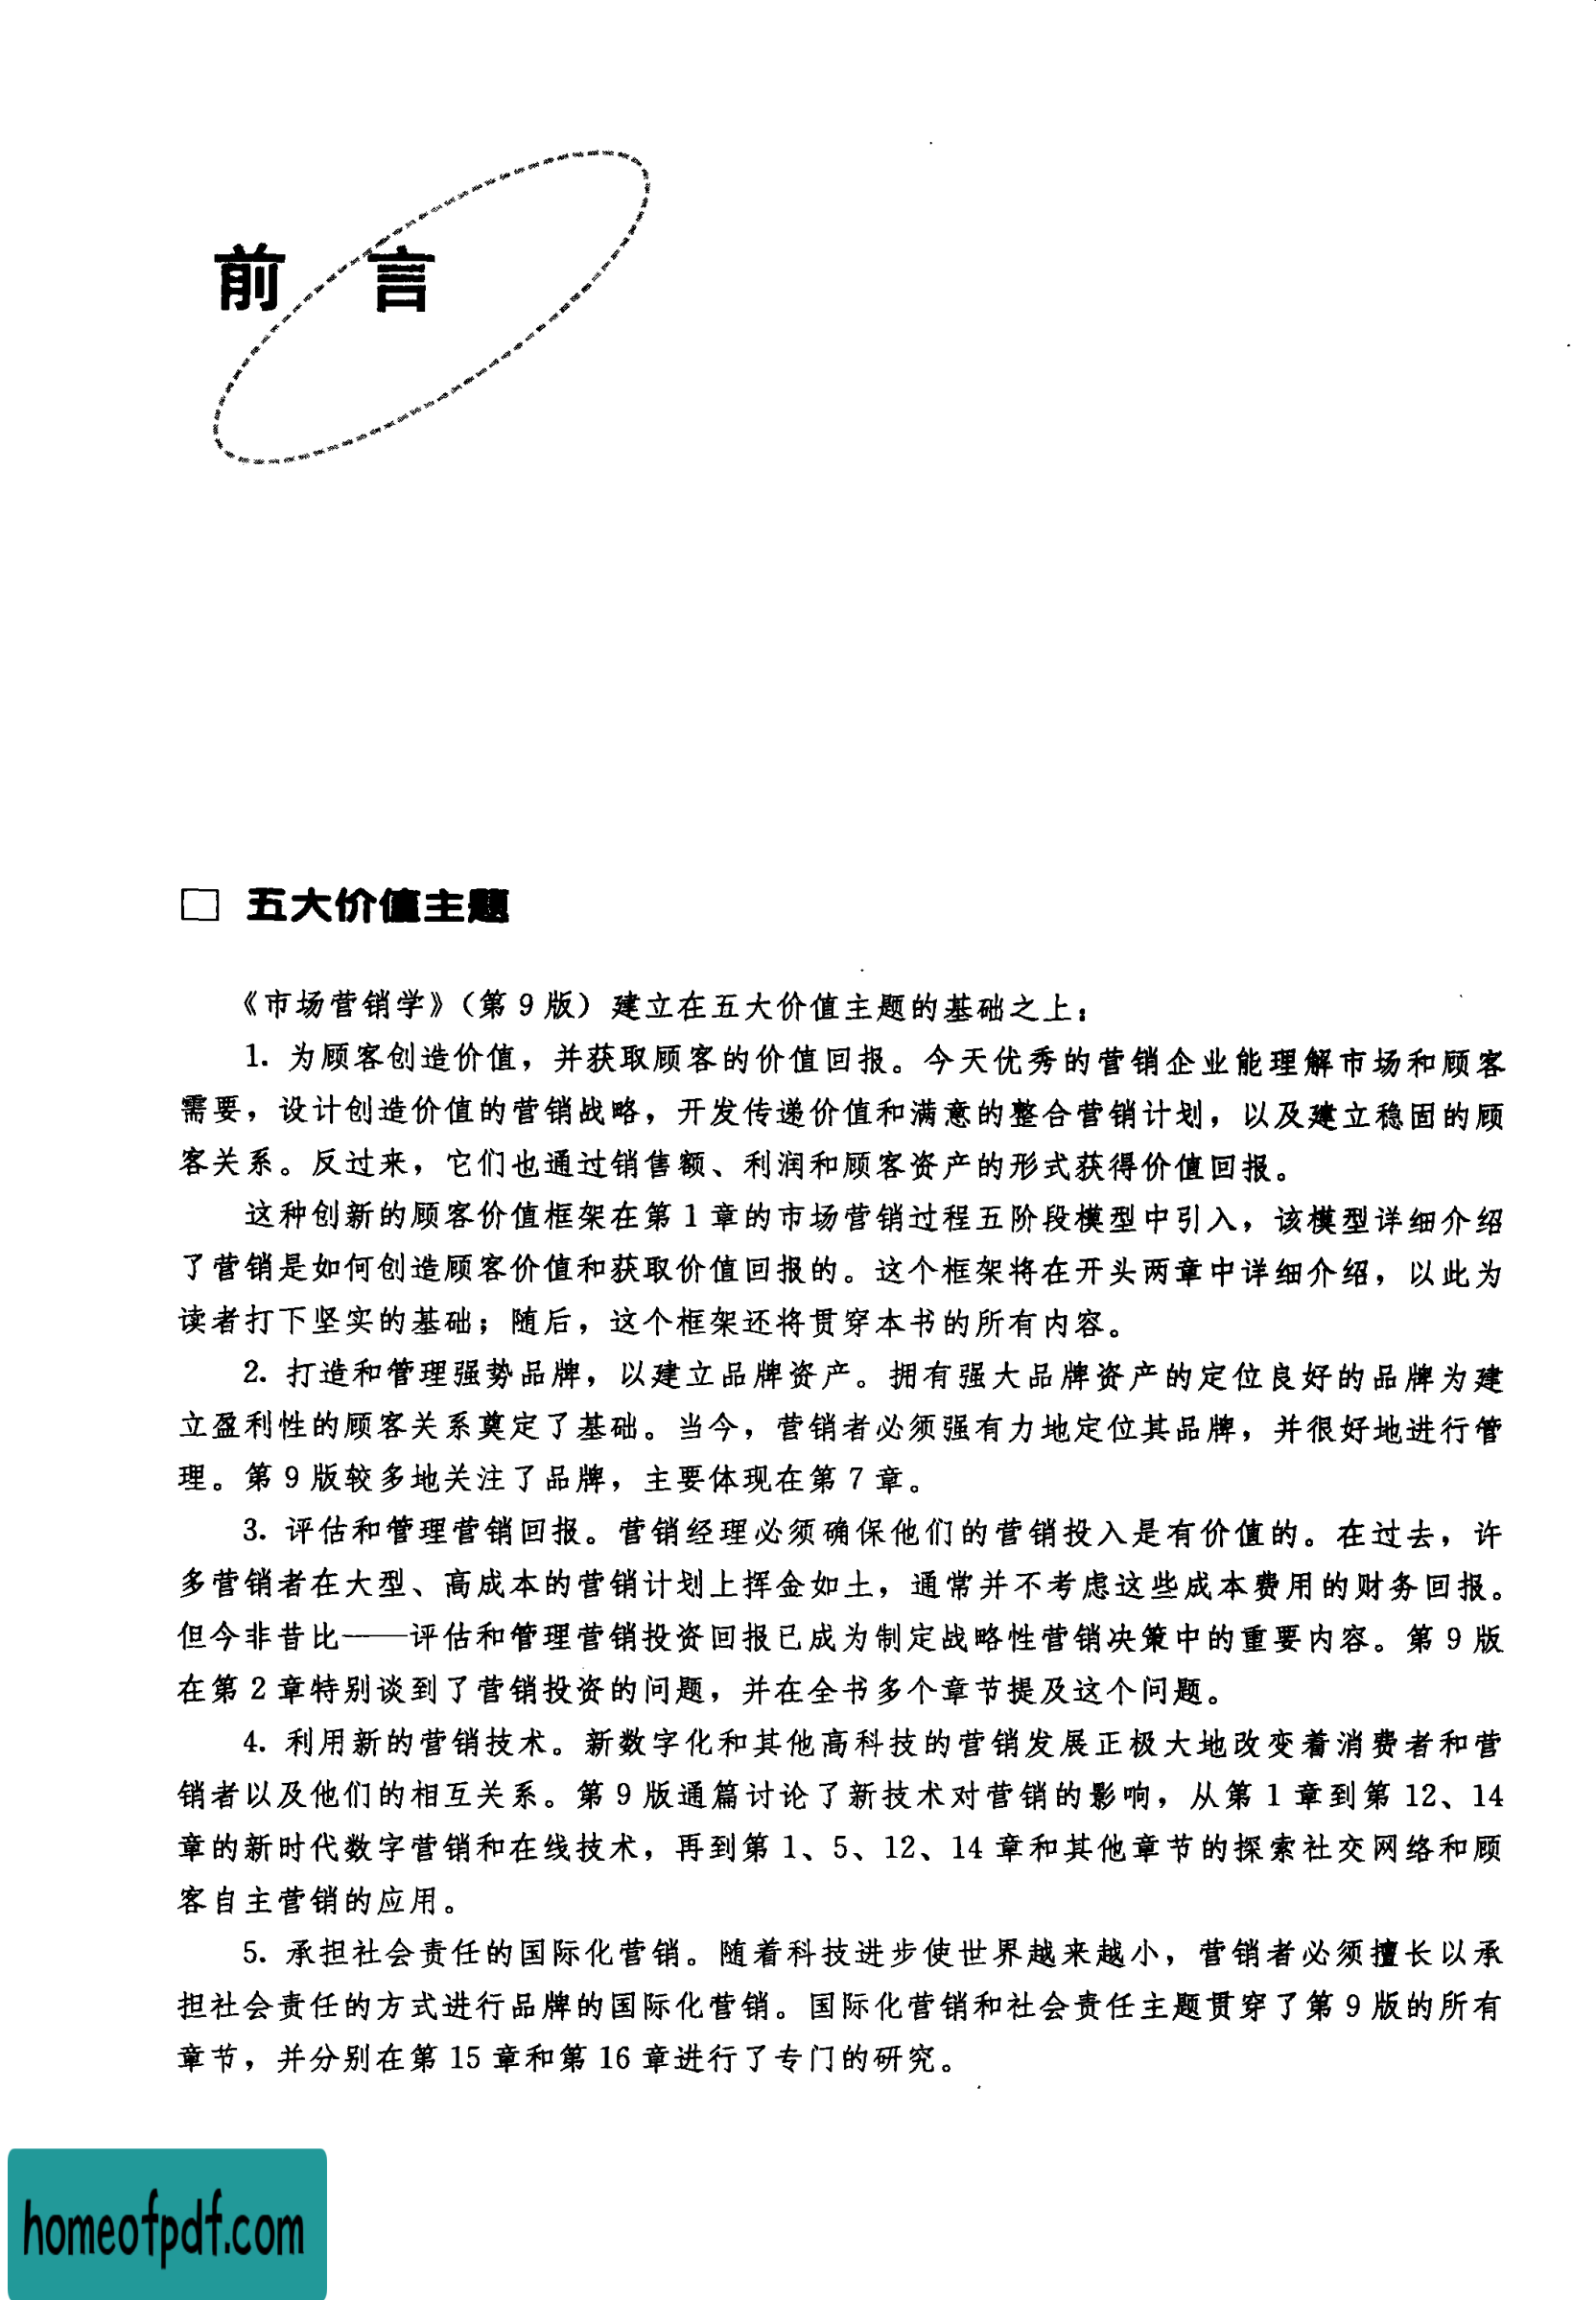 前 言
□ 五大价值主题
《市场营销学》（第 9 版）建立在五大价值主题的基础之上：
1. 为顾客创造价值，并获取顾客的价值回报。今天优秀的营销企业能理解市场和顾客
需要，设计创造价值的营销战略，开发传递价值和满意的整合营销计划，以及建立稳固的顾
客关系。反过来，它们也通过销售额、利润和顾客资产的形式获得价值回报。
这种创新的顾客价值框架在第 1 章的市场营销过程五阶段模型中引入，该模型详细介绍
了营销是如何创造顾客价值和获取价值回报的。这个框架将在开头两章中详细介绍，以此为
读者打下坚实的基础；随后，这个框架还将贯穿本书的所有内容。
2. 打造和管理强势品牌，以建立品牌资产。拥有强大品牌资产的定位良好的品牌为建
立盈利性的顾客关系奠定了基础。当今，营销者必须强有力地定位其品牌，并很好地进行管
理。第 9 版较多地关注了品牌，主要体现在第 7 章。
3. 评估和管理营销回报。营销经理必须确保他们的营销投入是有价值的。在过去，许
多营销者在大型、高成本的营销计划上挥金如土，通常并不考虑这些成本费用的财务回报。
但今非昔比——评估和管理营销投资回报已成为制定战略性营销决策中的重要内容。第 9 版
在第 2 章特别谈到了营销投资的问题，并在全书多个章节提及这个问题。
4. 利用新的营销技术。新数字化和其他高科技的营销发展正极大地改变着消费者和营
销者以及他们的相互关系。第 9 版通篇讨论了新技术对营销的影响，从第 1 章到第 12、14
章的新时代数字营销和在线技术，再到第 1、5、12、14 章和其他章节的探索社交网络和顾
客自主营销的应用。
5. 承担社会责任的国际化营销。随着科技进步使世界越来越小，营销者必须擅长以承
担社会责任的方式进行品牌的国际化营销。国际化营销和社会责任主题贯穿了第 9 版的所有
章节，并分别在第 15 章和第 16 章进行了专门的研究。
homeofpdf.com